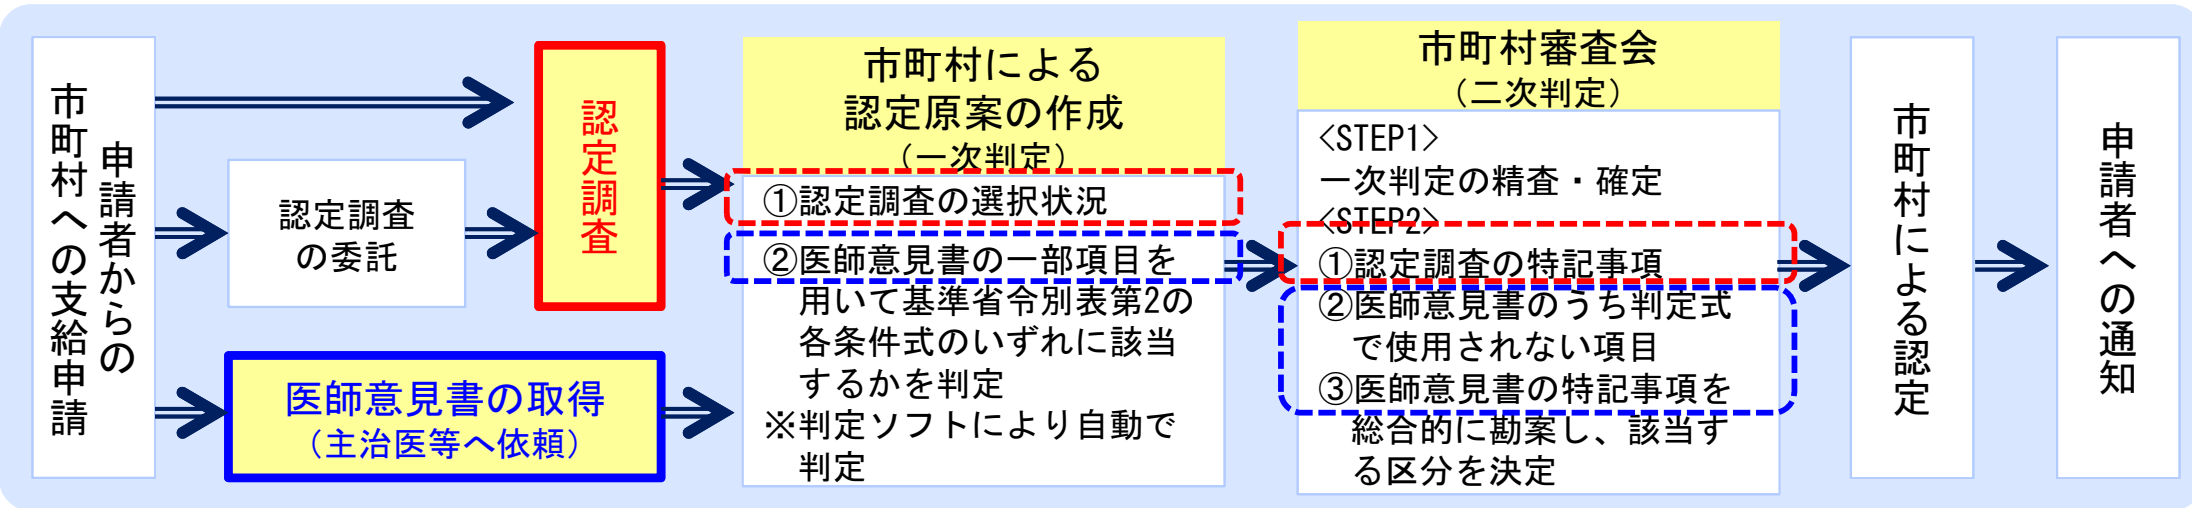 申請者からの
市町村への支給申請
認定調査
の委託
認定調査
医師意見書の取得
（主治医等へ依頼）
市町村による
認定原案の作成
（一次判定）
①認定調査の選択状況
②医師意見書の一部項目を
用いて基準省令別表第2の
各条件式のいずれに該当
するかを判定
※判定ソフトにより自動で
判定
市町村審査会
（二次判定）
<STEP1>
一次判定の精査・確定
<STEP2>
①認定調査の特記事項
②医師意見書のうち判定式
で使用されない項目
③医師意見書の特記事項を
総合的に勘案し、該当す
る区分を決定
市町村による認定
申請者への通知